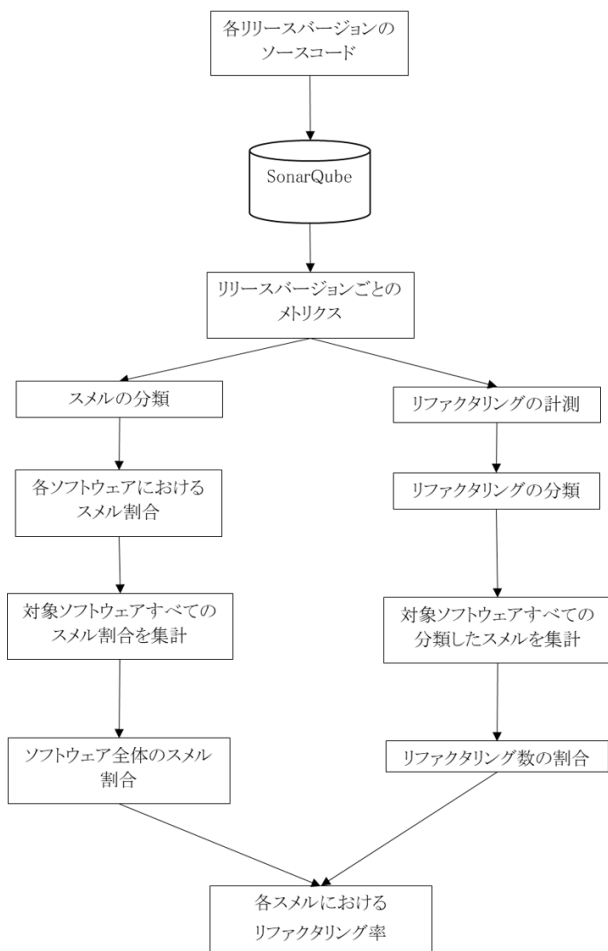 各リリースバージョンの
ソースコード
SonarQube
リリースバージョンごとの
メトリクス
スメルの分類
各ソフトウェアにおける
スメル割合
対象ソフトウェアすべての
スメル割合を集計
ソフトウェア全体のスメル
割合
リファクタリングの計測
リファクタリングの分類
対象ソフトウェアすべての
分類したスメルを集計
リファクタリング数の割合
各スメルにおける
リファクタリング率